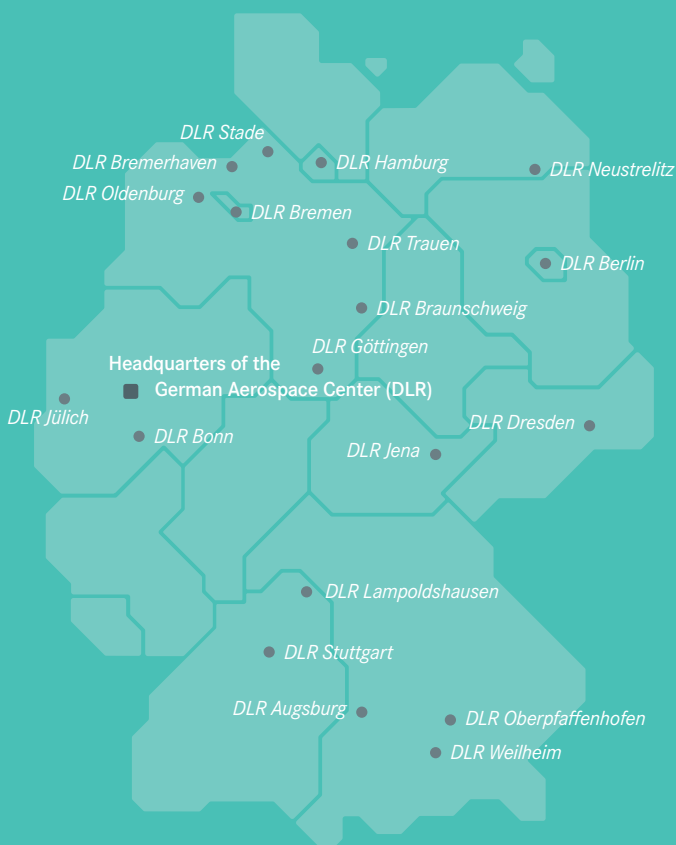 DLR Stade
DLR Bremerhaven
DLR Hamburg
DLR Neustrelitz
DLR Oldenburg
DLR Bremen
DLR Trauen
DLR Berlin
DLR Braunschweig
DLR Göttingen
Headquarters of the
German Aerospace Center (DLR)
DLR Jülich
DLR Bonn
DLR Dresden
DLR Jena
DLR Lampoldshausen
DLR Stuttgart
DLR Augsburg
DLR Oberpfaffenhofen
DLR Weilheim